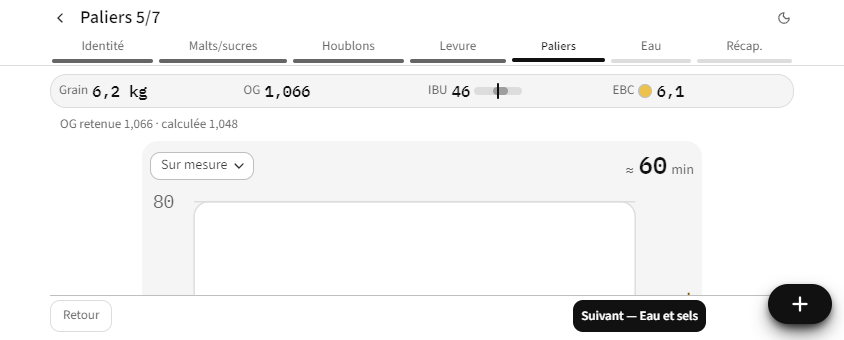 Paliers 5/7
Identité Malts/sucres Houblons Levure Paliers Eau Récap.
Grain 6,2 kg OG 1,066 IBU 46 EBC 6,1
OG retenue 1,066 · calculée 1,048
Sur mesure ≈ 60 min
80
Retour Suivant — Eau et sels +